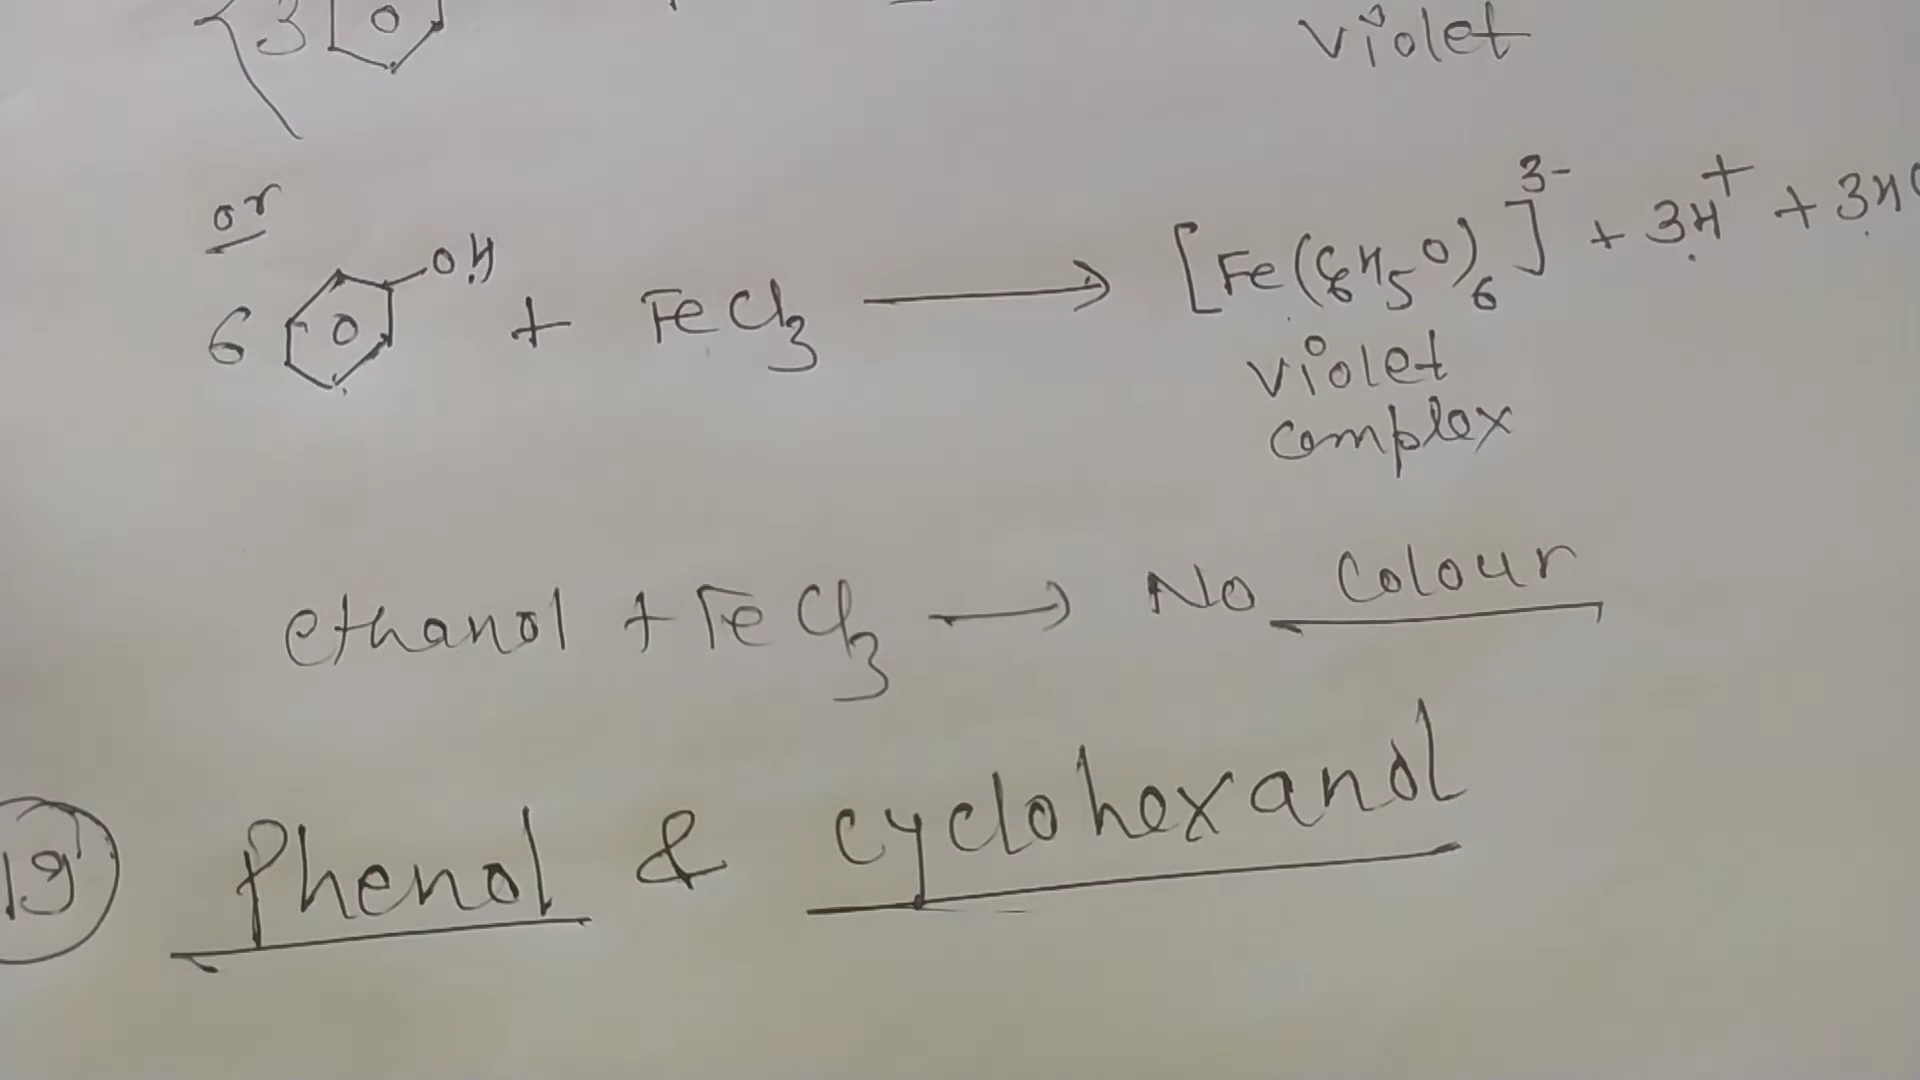 3
violet
or
6 OH + FeCl3 → [Fe(C6H5O)6]3- + 3H+ + 3H
violet
complex
ethanol + FeCl3 → No Colour
19 Phenol & cyclohexanol